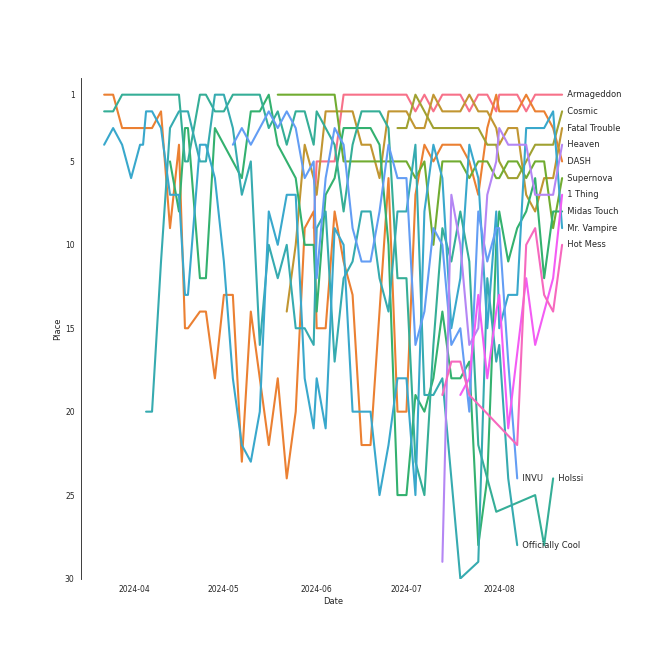 1
Armageddon
Cosmic
Fatal Trouble
Heaven
5
DASH
Supernova
1 Thing
Midas Touch
Mr. Vampire
10
Hot Mess
15
Place
20
INVU
Holssi
25
Officially Cool
30
2024-04
2024-05
2024-06
2024-07
2024-08
Date